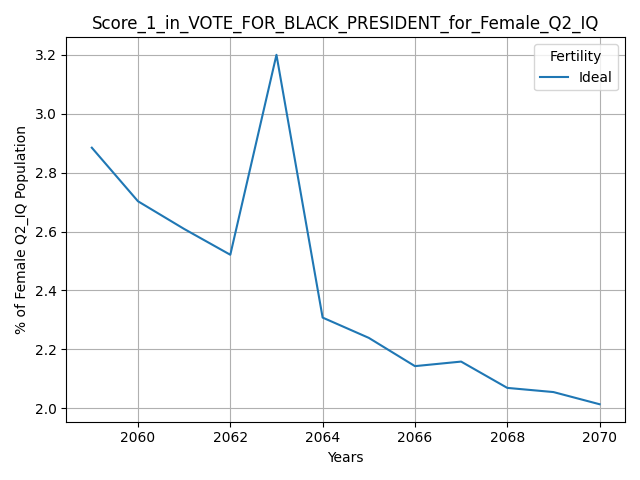 Score_1_in_VOTE_FOR_BLACK_PRESIDENT_for_Female_Q2_IQ
Fertility
Ideal
3.2
3.0
2.8
2.6
2.4
2.2
2.0
% of Female Q2_IQ Population
2060 2062 2064 2066 2068 2070
Years